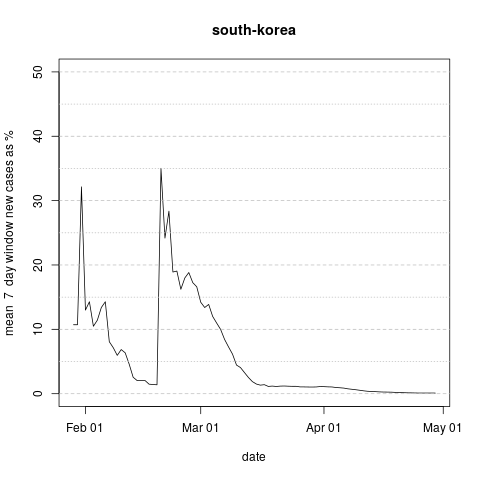 south-korea
mean  7  day window new cases as %
50
40
30
20
10
0
Feb 01
Mar 01
Apr 01
May 01
date